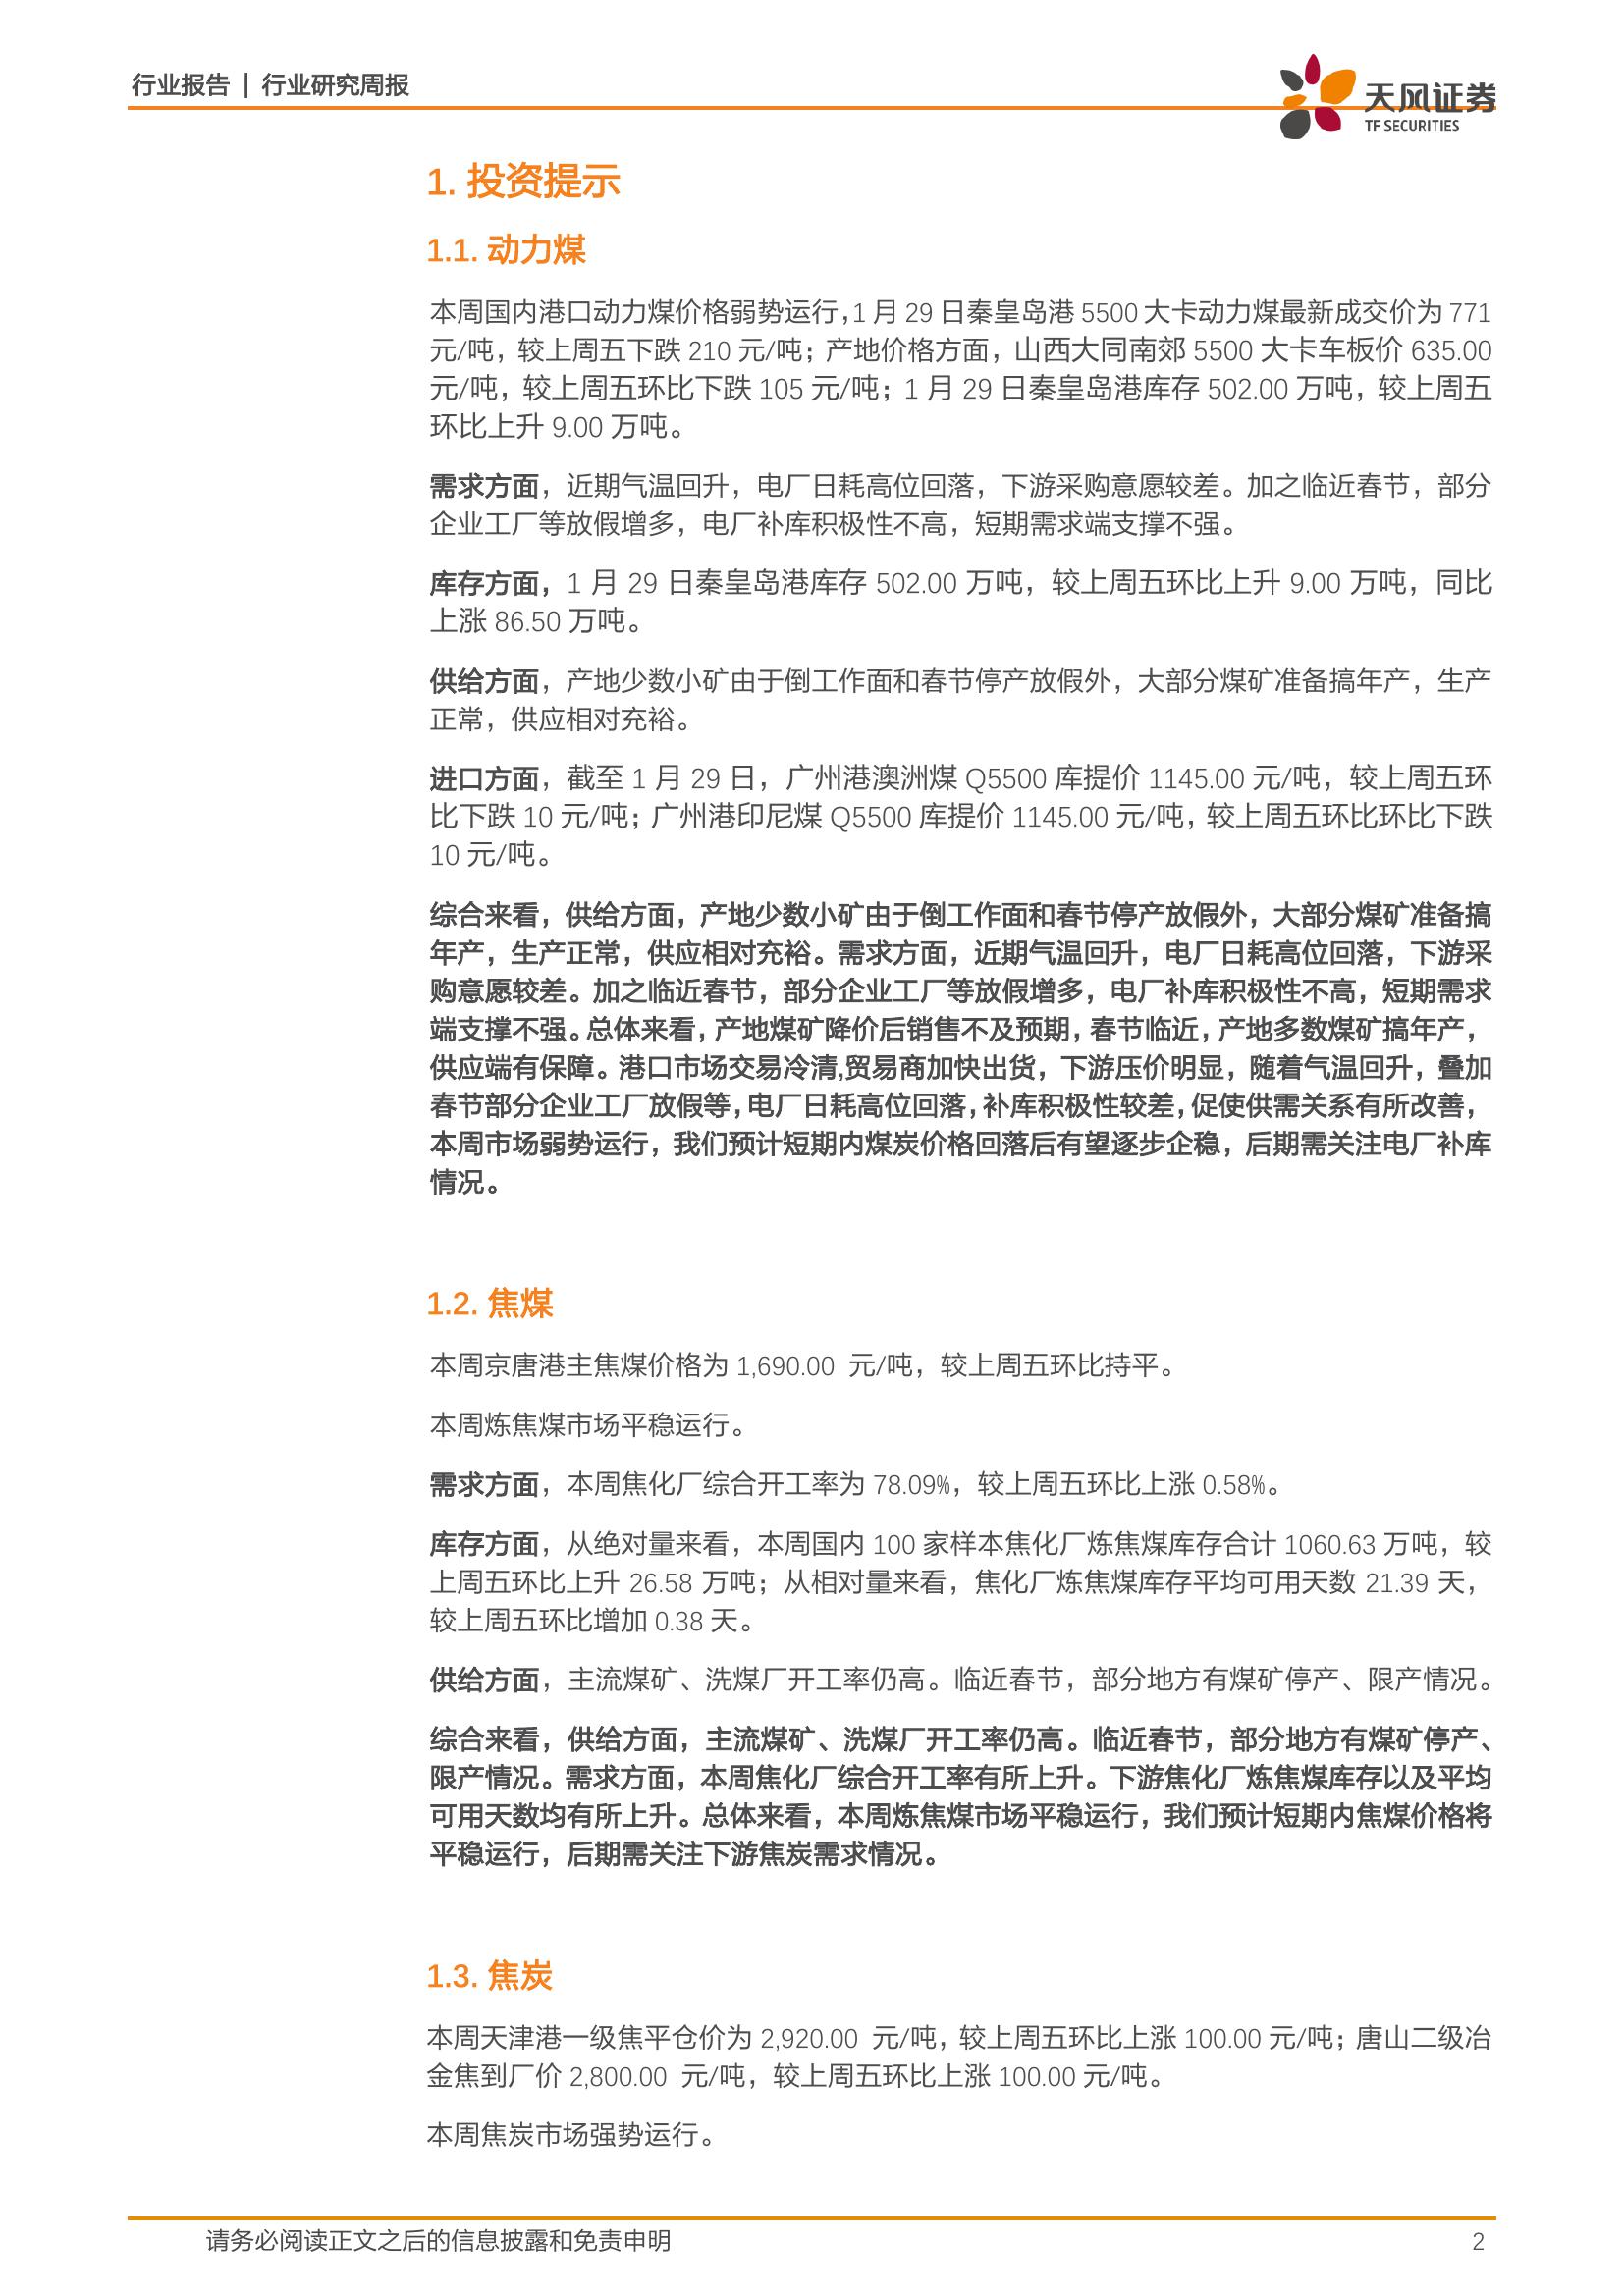 行业报告 | 行业研究周报
天风证券
TF SECURITIES
1. 投资提示
1.1. 动力煤
本周国内港口动力煤价格弱势运行，1 月 29 日秦皇岛港 5500 大卡动力煤最新成交价为 771
元/吨，较上周五下跌 210 元/吨；产地价格方面，山西大同南郊 5500 大卡车板价 635.00
元/吨，较上周五环比下跌 105 元/吨；1 月 29 日秦皇岛港库存 502.00 万吨，较上周五
环比上升 9.00 万吨。
需求方面，近期气温回升，电厂日耗高位回落，下游采购意愿较差。加之临近春节，部分
企业工厂等放假增多，电厂补库积极性不高，短期需求端支撑不强。
库存方面，1 月 29 日秦皇岛港库存 502.00 万吨，较上周五环比上升 9.00 万吨，同比
上涨 86.50 万吨。
供给方面，产地少数小矿由于倒工作面和春节停产放假外，大部分煤矿准备搞年产，生产
正常，供应相对充裕。
进口方面，截至 1 月 29 日，广州港澳洲煤 Q5500 库提价 1145.00 元/吨，较上周五环
比下跌 10 元/吨；广州港印尼煤 Q5500 库提价 1145.00 元/吨，较上周五环比环比下跌
10 元/吨。
综合来看，供给方面，产地少数小矿由于倒工作面和春节停产放假外，大部分煤矿准备搞
年产，生产正常，供应相对充裕。需求方面，近期气温回升，电厂日耗高位回落，下游采
购意愿较差。加之临近春节，部分企业工厂等放假增多，电厂补库积极性不高，短期需求
端支撑不强。总体来看，产地煤矿降价后销售不及预期，春节临近，产地多数煤矿搞年产，
供应端有保障。港口市场交易冷清,贸易商加快出货，下游压价明显，随着气温回升，叠加
春节部分企业工厂放假等，电厂日耗高位回落，补库积极性较差，促使供需关系有所改善，
本周市场弱势运行，我们预计短期内煤炭价格回落后有望逐步企稳，后期需关注电厂补库
情况。
1.2. 焦煤
本周京唐港主焦煤价格为 1,690.00 元/吨，较上周五环比持平。
本周炼焦煤市场平稳运行。
需求方面，本周焦化厂综合开工率为 78.09%，较上周五环比上涨 0.58%。
库存方面，从绝对量来看，本周国内 100 家样本焦化厂炼焦煤库存合计 1060.63 万吨，较
上周五环比上升 26.58 万吨；从相对量来看，焦化厂炼焦煤库存平均可用天数 21.39 天，
较上周五环比增加 0.38 天。
供给方面，主流煤矿、洗煤厂开工率仍高。临近春节，部分地方有煤矿停产、限产情况。
综合来看，供给方面，主流煤矿、洗煤厂开工率仍高。临近春节，部分地方有煤矿停产、
限产情况。需求方面，本周焦化厂综合开工率有所上升。下游焦化厂炼焦煤库存以及平均
可用天数均有所上升。总体来看，本周炼焦煤市场平稳运行，我们预计短期内焦煤价格将
平稳运行，后期需关注下游焦炭需求情况。
1.3. 焦炭
本周天津港一级焦平仓价为 2,920.00 元/吨，较上周五环比上涨 100.00 元/吨；唐山二级冶
金焦到厂价 2,800.00 元/吨，较上周五环比上涨 100.00 元/吨。
本周焦炭市场强势运行。
请务必阅读正文之后的信息披露和免责申明
2